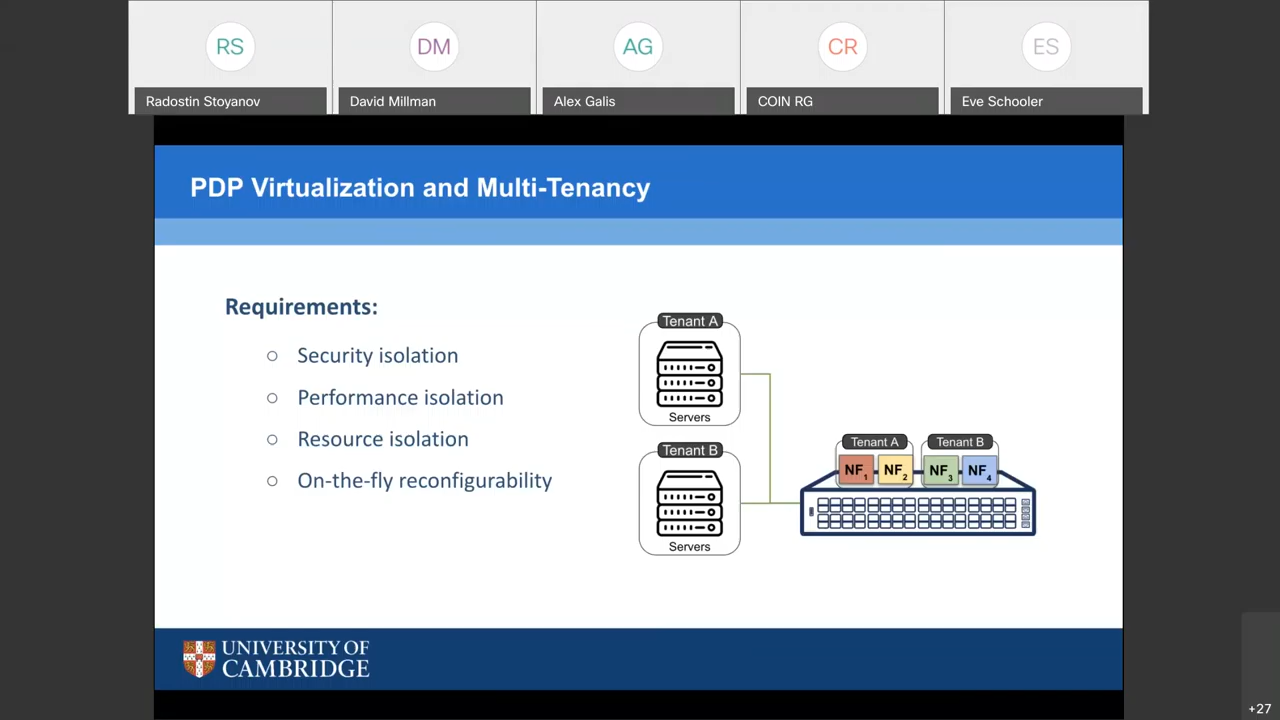 RS
DM
AG
CR
ES
Radostin Stoyanov
David Millman
Alex Galis
COIN RG
Eve Schooler
PDP Virtualization and Multi-Tenancy
Requirements:
○ Security isolation
○ Performance isolation
○ Resource isolation
○ On-the-fly reconfigurability
Tenant A
Servers
Tenant B
Servers
Tenant A
Tenant B
NF1
NF2
NF3
NF4
UNIVERSITY OF
CAMBRIDGE
+27